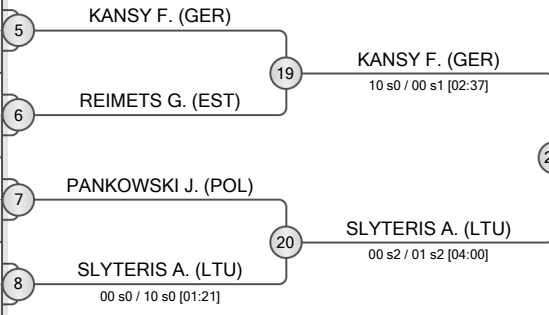 5
KANSY F. (GER)
19
KANSY F. (GER)
10 s0 / 00 s1 [02:37]
6
REIMETS G. (EST)
2
7
PANKOWSKI J. (POL)
20
SLYTERIS A. (LTU)
00 s2 / 01 s2 [04:00]
8
SLYTERIS A. (LTU)
00 s0 / 10 s0 [01:21]